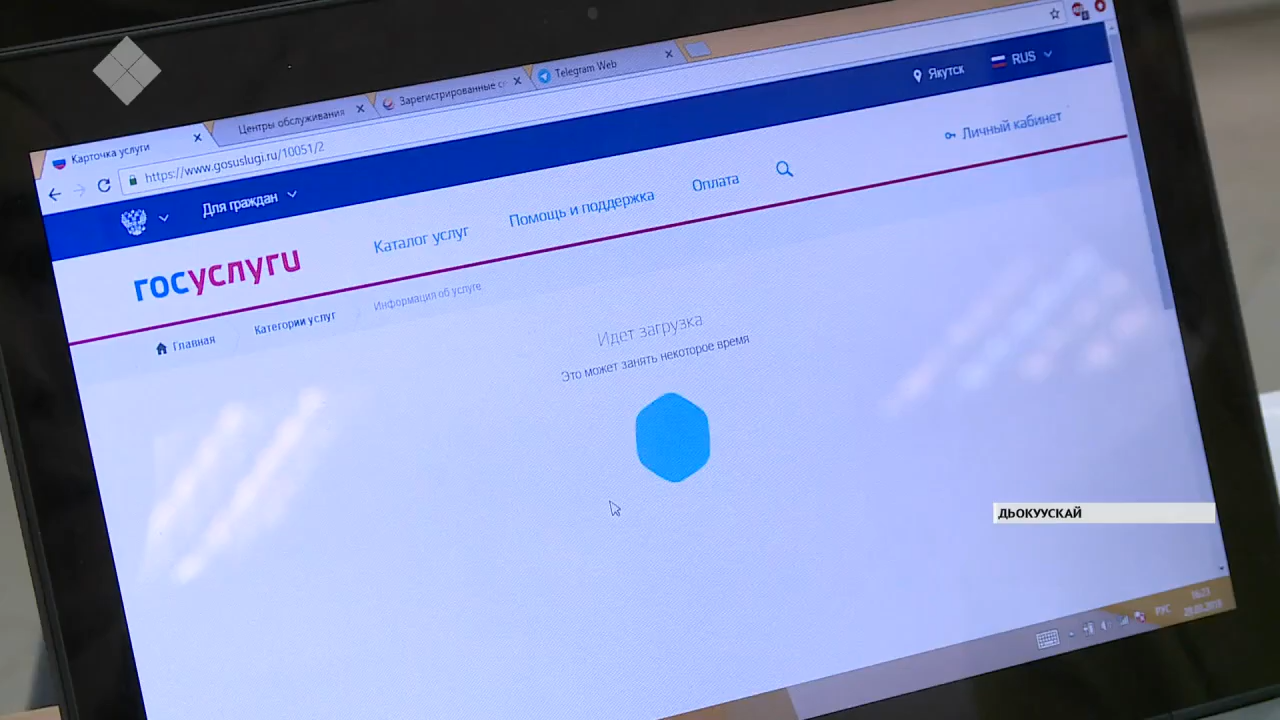 Карточка услуги
Центры обслуживания
Зарегистрированные
Telegram Web
https://www.gosuslugi.ru/10051/2
Для граждан
Якутск
RUS
госуслуги
Каталог услуг
Помощь и поддержка
Оплата
Личный кабинет
Главная
Категории услуг
Информация об услуге
Идет загрузка
Это может занять некоторое время
ДЬОКУУСКАЙ
РУС